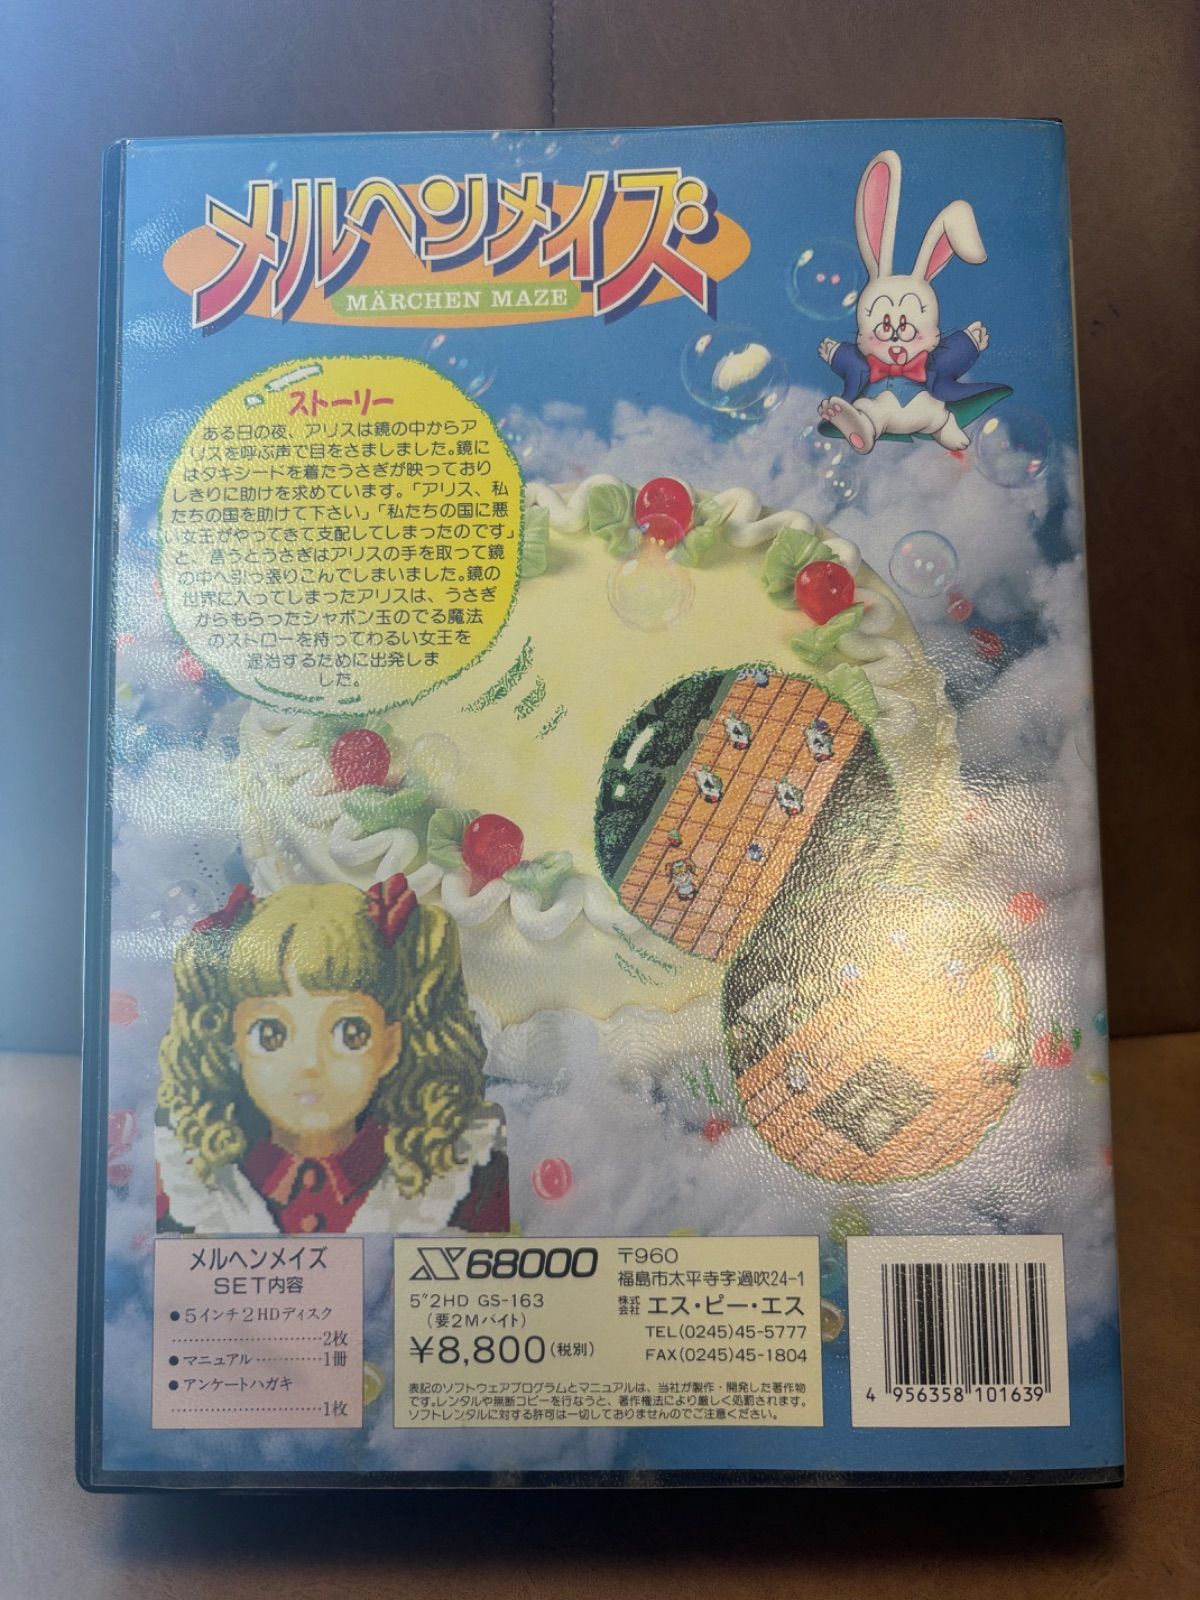 メルヘンメイズ
MÄRCHEN MAZE
ストーリー
ある日の夜、アリスは鏡の中からア
リスを呼ぶ声で目をさましました。鏡に
はタキシードを着たうさぎが映っており
しきりに助けを求めています。「アリス、私
たちの国を助けて下さい」「私たちの国に悪
い女王がやってきて支配してしまったのです」
と、言うとうさぎはアリスの手を取って鏡
の中へ引っ張りこんでしまいました。鏡の
世界に入ってしまったアリスは、うさぎ
からもらったシャボン玉のでる魔法
のストローを持ってわるい女王を
退治するために出発しま
した。
メルヘンメイズ
SET内容
●5インチ2HDディスク
……………………………2枚
●マニュアル…………1冊
●アンケートハガキ
……………………………1枚
X68000
5"2HD GS-163
(要2Mバイト)
¥8,800(税別)
〒960
福島市太平寺字過吹24-1
株式会社 エス・ピー・エス
TEL(0245)45-5777
FAX(0245)45-1804
表記のソフトウェアプログラムとマニュアルは、当社が製作・開発した著作物
です。レンタルや無断コピーを行なうと、著作権法により厳しく処罰されます。
ソフトレンタルに対する許可は一切しておりませんのでご注意ください。
4 956358 101639